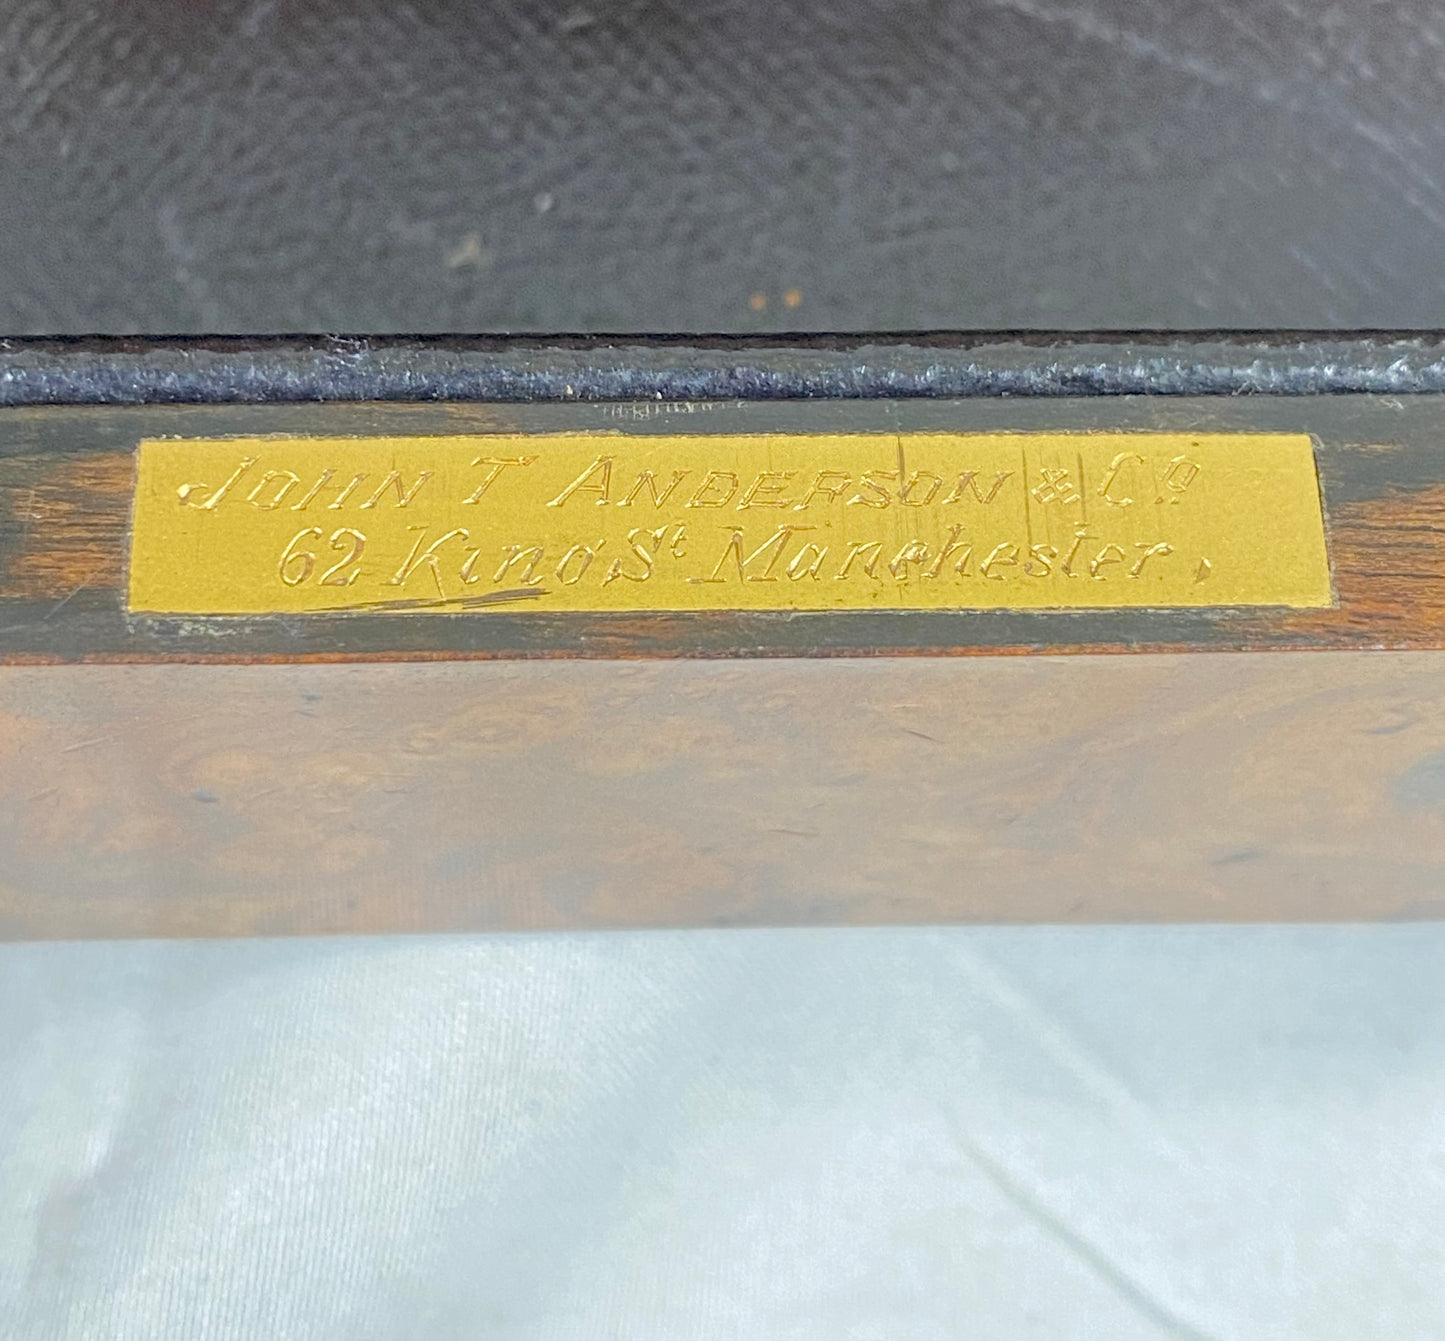 JOHN T ANDERSON & Co
62 King St Manchester.